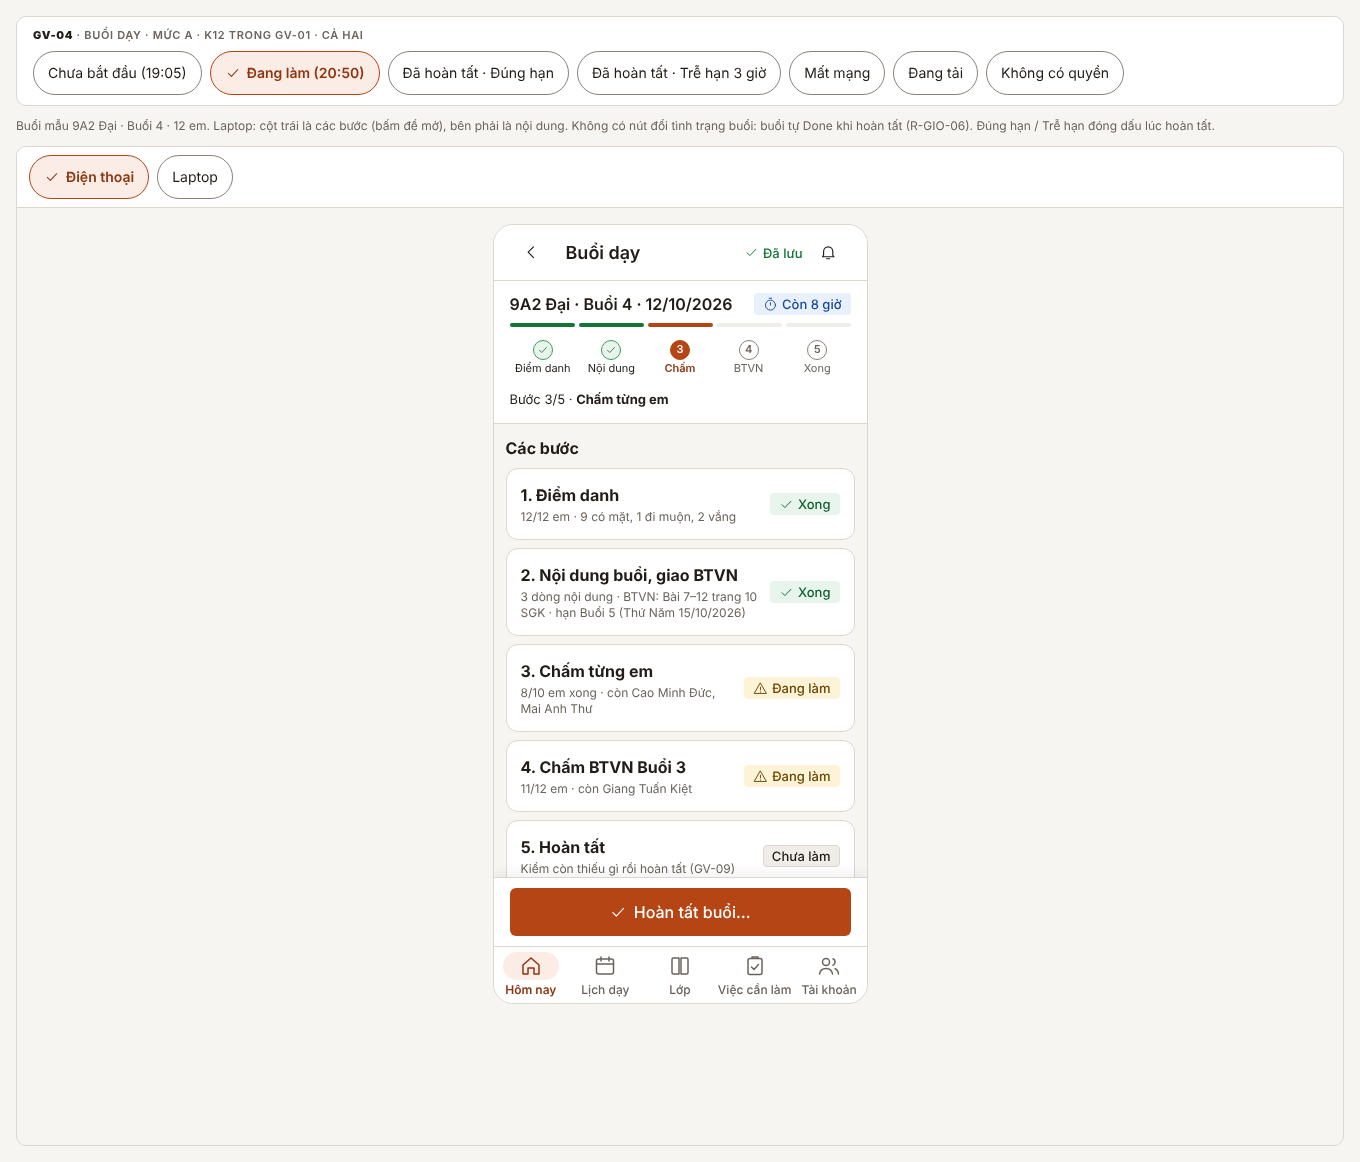 GV-04 · BUỔI DẠY · MỨC A · K12 TRONG GV-01 · CẢ HAI
Chưa bắt đầu (19:05)
Đang làm (20:50)
Đã hoàn tất · Đúng hạn
Đã hoàn tất · Trễ hạn 3 giờ
Mất mạng
Đang tải
Không có quyền
Buổi mẫu 9A2 Đại · Buổi 4 · 12 em. Laptop: cột trái là các bước (bấm để mở), bên phải là nội dung. Không có nút đổi tình trạng buổi: buổi tự Done khi hoàn tất (R-GIO-06). Đúng hạn / Trễ hạn đóng dấu lúc hoàn tất.
Điện thoại
Laptop
Buổi dạy
Đã lưu
9A2 Đại · Buổi 4 · 12/10/2026
Còn 8 giờ
Điểm danh
Nội dung
3
Chấm
4
BTVN
5
Xong
Bước 3/5 · Chấm từng em
Các bước
1. Điểm danh
12/12 em · 9 có mặt, 1 đi muộn, 2 vắng
Xong
2. Nội dung buổi, giao BTVN
3 dòng nội dung · BTVN: Bài 7–12 trang 10
SGK · hạn Buổi 5 (Thứ Năm 15/10/2026)
Xong
3. Chấm từng em
8/10 em xong · còn Cao Minh Đức,
Mai Anh Thư
Đang làm
4. Chấm BTVN Buổi 3
11/12 em · còn Giang Tuấn Kiệt
Đang làm
5. Hoàn tất
Kiểm còn thiếu gì rồi hoàn tất (GV-09)
Chưa làm
Hoàn tất buổi...
Hôm nay
Lịch dạy
Lớp
Việc cần làm
Tài khoản